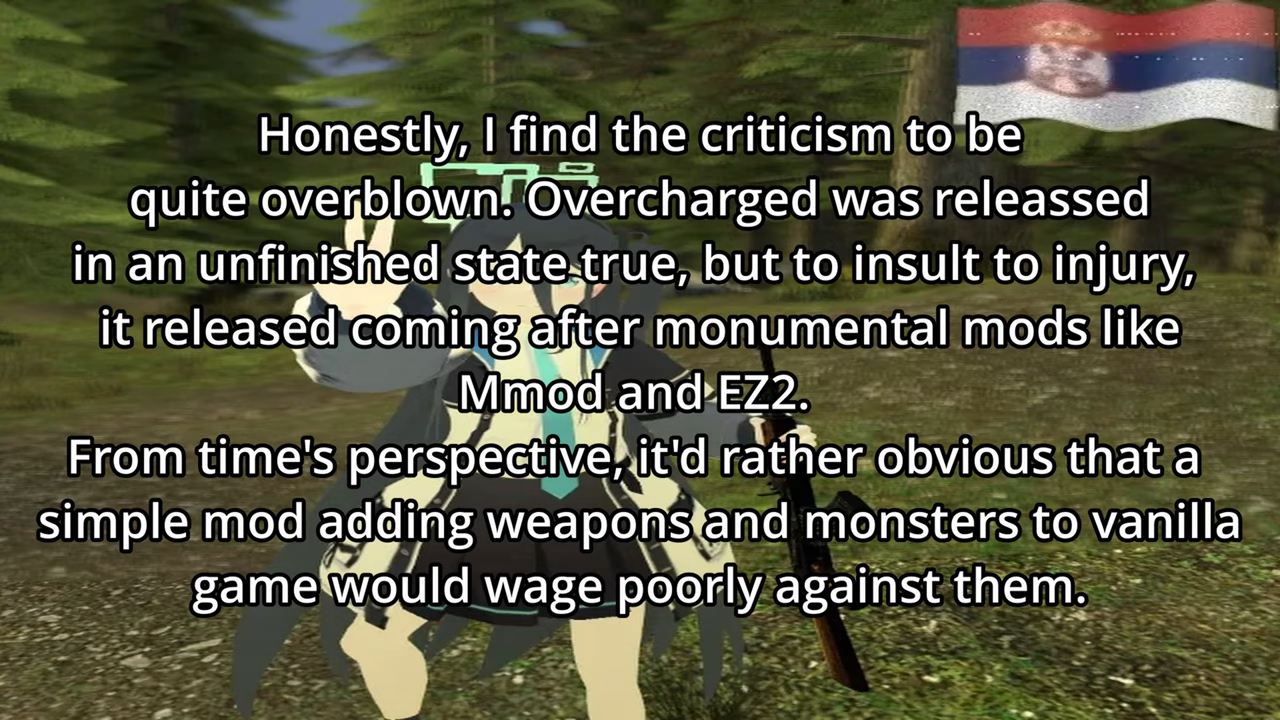 Honestly, I find the criticism to be
quite overblown. Overcharged was releassed
in an unfinished state true, but to insult to injury,
it released coming after monumental mods like
Mmod and EZ2.
From time's perspective, it'd rather obvious that a
simple mod adding weapons and monsters to vanilla
game would wage poorly against them.